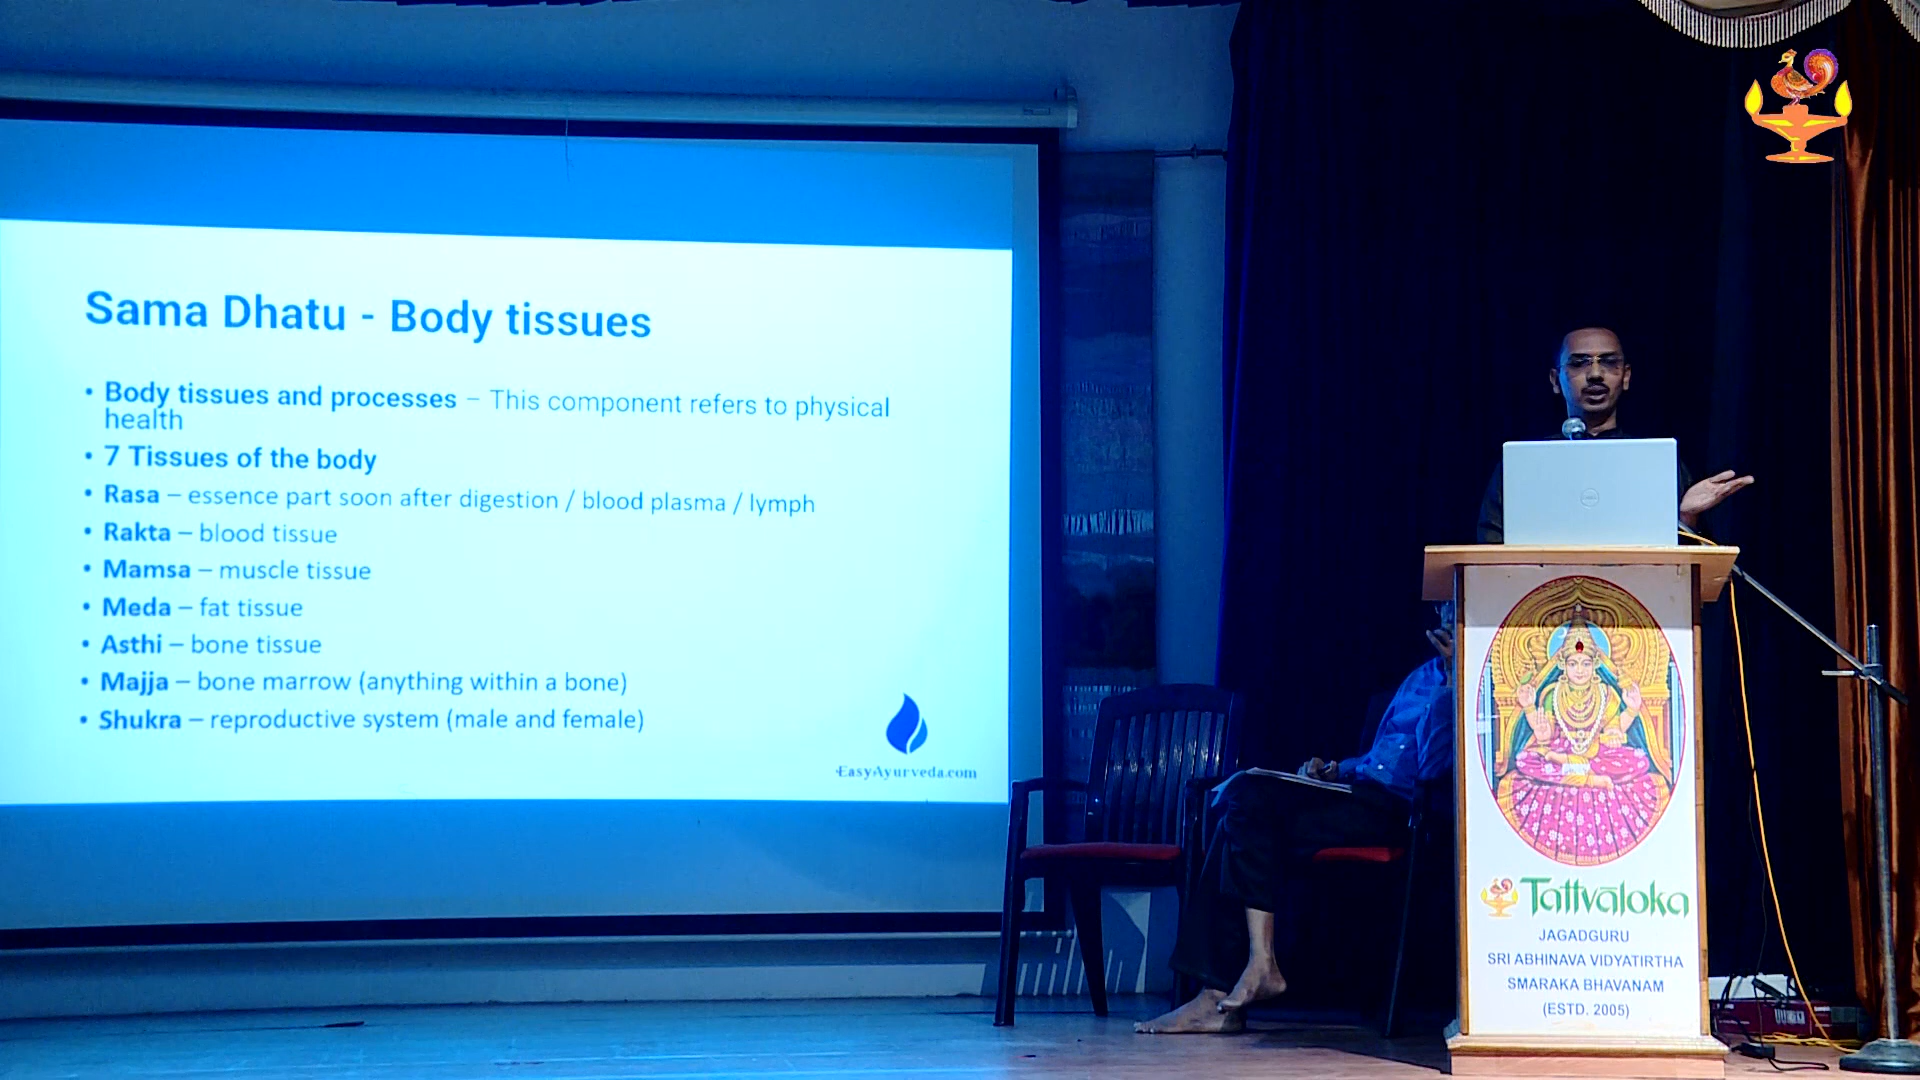 Sama Dhatu - Body tissues
• Body tissues and processes – This component refers to physical
health
• 7 Tissues of the body
• Rasa – essence part soon after digestion / blood plasma / lymph
• Rakta – blood tissue
• Mamsa – muscle tissue
• Meda – fat tissue
• Asthi – bone tissue
• Majja – bone marrow (anything within a bone)
• Shukra – reproductive system (male and female)
EasyAyurveda.com
DELL
Tattvāloka
JAGADGURU
SRI ABHINAVA VIDYATIRTHA
SMARAKA BHAVANAM
(ESTD. 2005)